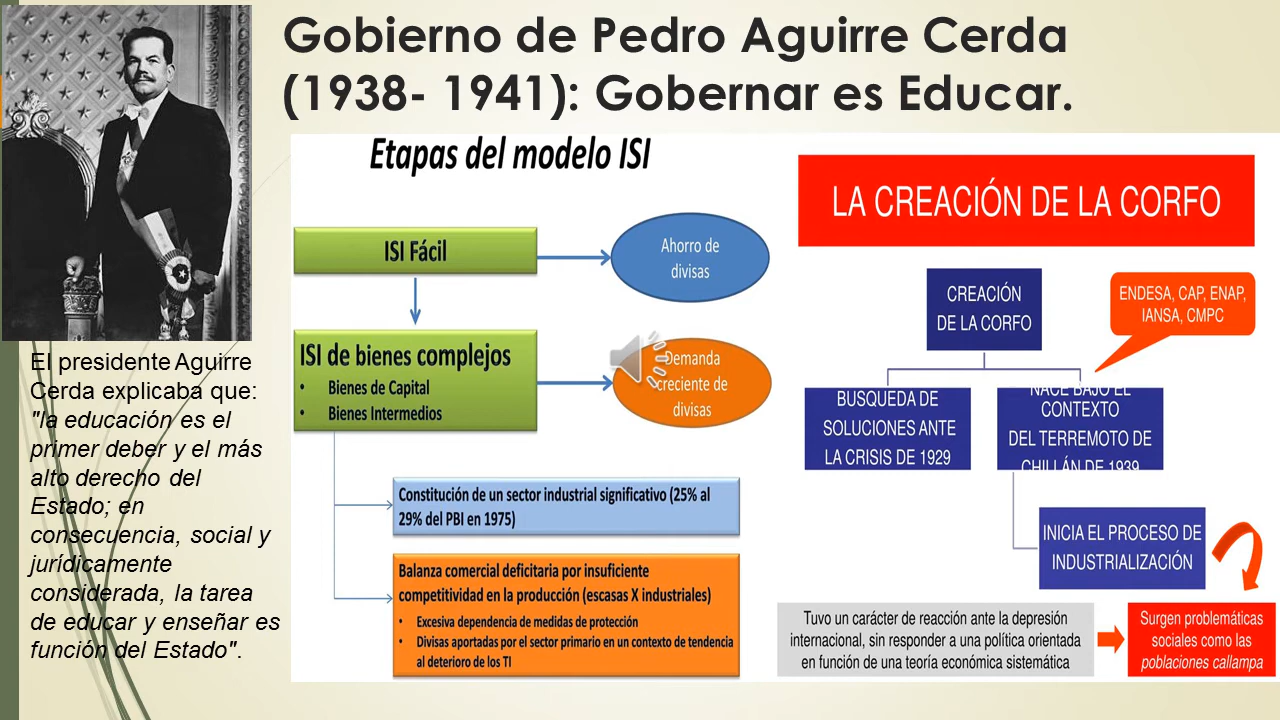 Gobierno de Pedro Aguirre Cerda
(1938- 1941): Gobernar es Educar.
El presidente Aguirre
Cerda explicaba que:
"la educación es el
primer deber y el más
alto derecho del
Estado; en
consecuencia, social y
jurídicamente
considerada, la tarea
de educar y enseñar es
función del Estado".
Etapas del modelo ISI
ISI Fácil
Ahorro de
divisas
ISI de bienes complejos
• Bienes de Capital
• Bienes Intermedios
Demanda
creciente de
divisas
Constitución de un sector industrial significativo (25% al
29% del PBI en 1975)
Balanza comercial deficitaria por insuficiente
competitividad en la producción (escasas X industriales)
• Excesiva dependencia de medidas de protección
• Divisas aportadas por el sector primario en un contexto de tendencia
al deterioro de los TI
LA CREACIÓN DE LA CORFO
CREACIÓN
DE LA CORFO
ENDESA, CAP, ENAP,
IANSA, CMPC
BUSQUEDA DE
SOLUCIONES ANTE
LA CRISIS DE 1929
NACE BAJO EL
CONTEXTO
DEL TERREMOTO DE
CHILLÁN DE 1939
INICIA EL PROCESO DE
INDUSTRIALIZACIÓN
Tuvo un carácter de reacción ante la depresión
internacional, sin responder a una política orientada
en función de una teoría económica sistemática
Surgen problemáticas
sociales como las
poblaciones callampa